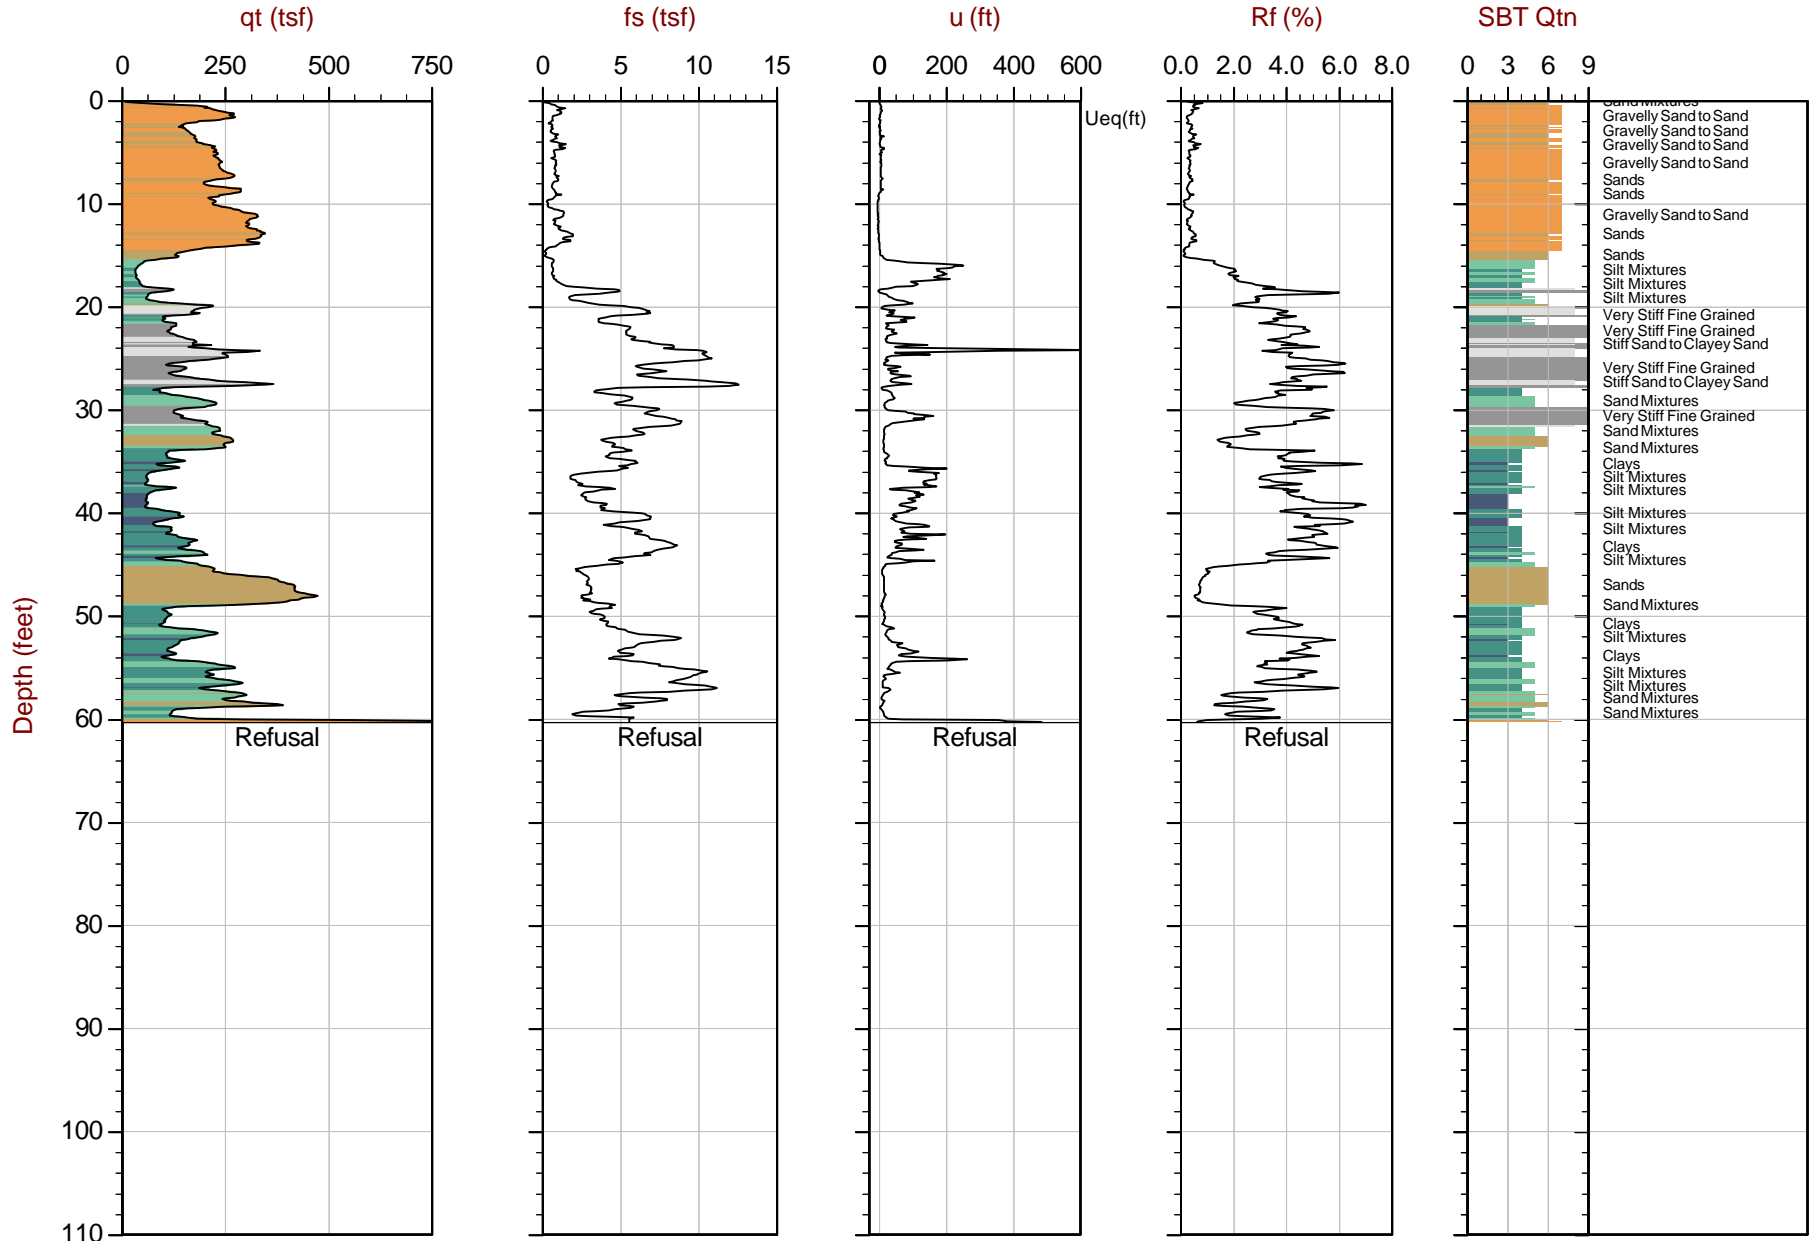 qt (tsf) fs (tsf) u (ft) Rf (%) SBT Qtn
0 250 500 750 0 5 10 15 0 200 400 600 0.0 2.0 4.0 6.0 8.0 0 3 6 9
0
Ueq(ft)
Sand Mixtures
Gravelly Sand to Sand
Gravelly Sand to Sand
Gravelly Sand to Sand
Gravelly Sand to Sand
Sands
Sands
10
Gravelly Sand to Sand
Sands
Sands
Silt Mixtures
Silt Mixtures
Silt Mixtures
20
Very Stiff Fine Grained
Very Stiff Fine Grained
Stiff Sand to Clayey Sand
Very Stiff Fine Grained
Stiff Sand to Clayey Sand
Sand Mixtures
30
Very Stiff Fine Grained
Sand Mixtures
Sand Mixtures
Clays
Silt Mixtures
Silt Mixtures
40
Silt Mixtures
Silt Mixtures
Clays
Silt Mixtures
Sands
Sand Mixtures
50
Clays
Silt Mixtures
Clays
Silt Mixtures
Silt Mixtures
Sand Mixtures
Sand Mixtures
60
Refusal Refusal Refusal Refusal
Depth (feet)
70
80
90
100
110